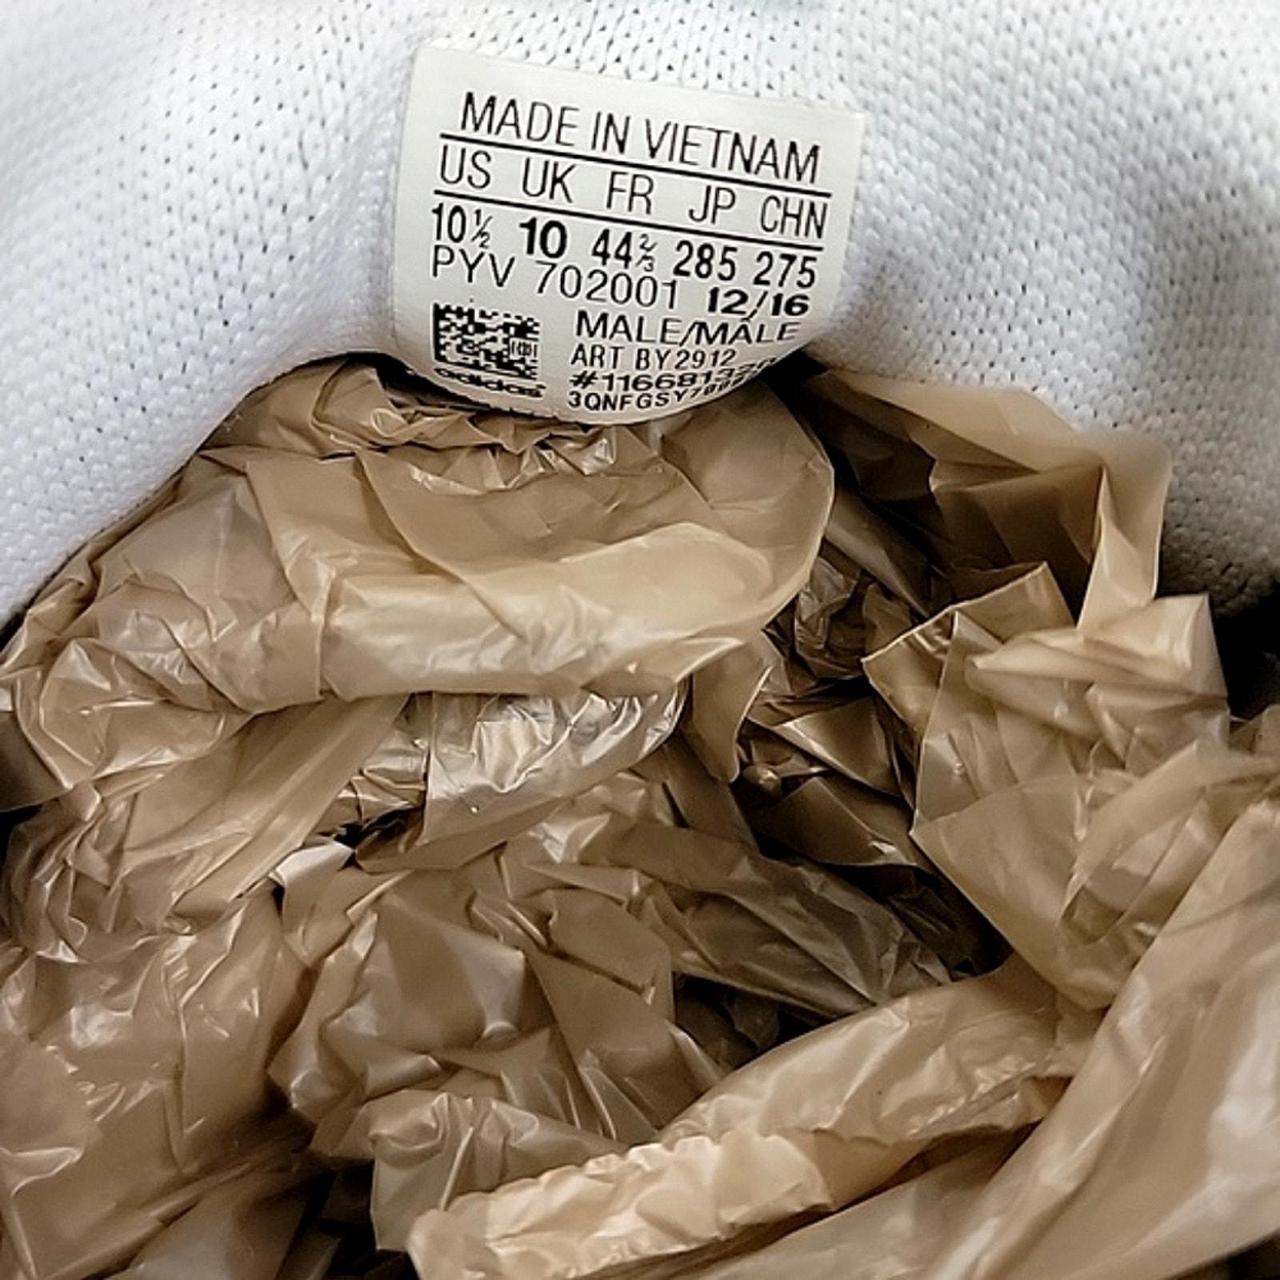 MADE IN VIETNAM
US UK FR JP CHN
10½ 10 44⅔ 285 275
PYV 702001 12/16
MALE/MÂLE
ART BY2912
adidas